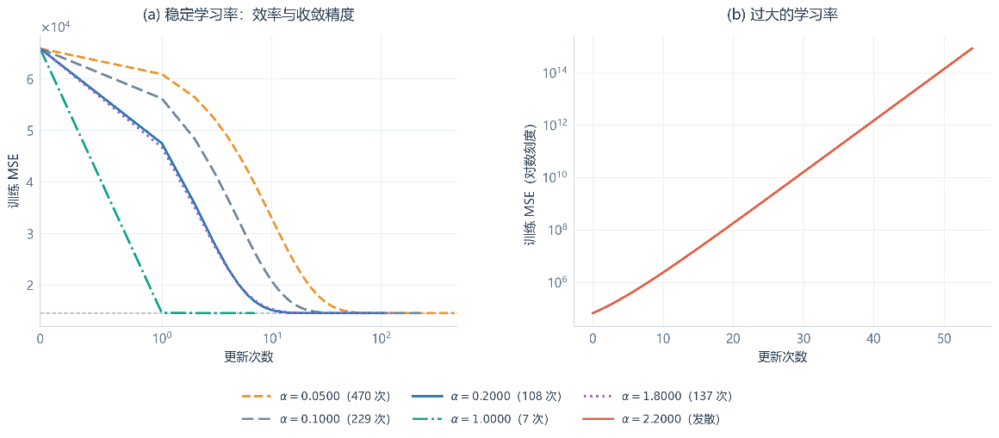 (a) 稳定学习率：效率与收敛精度
×10⁴
6
5
4
3
2
训练 MSE
0
10⁰
10¹
10²
更新次数
(b) 过大的学习率
10¹⁴
10¹²
10¹⁰
10⁸
10⁶
训练 MSE（对数刻度）
0
10
20
30
40
50
更新次数
α = 0.0500（470 次）
α = 0.2000（108 次）
α = 1.8000（137 次）
α = 0.1000（229 次）
α = 1.0000（7 次）
α = 2.2000（发散）